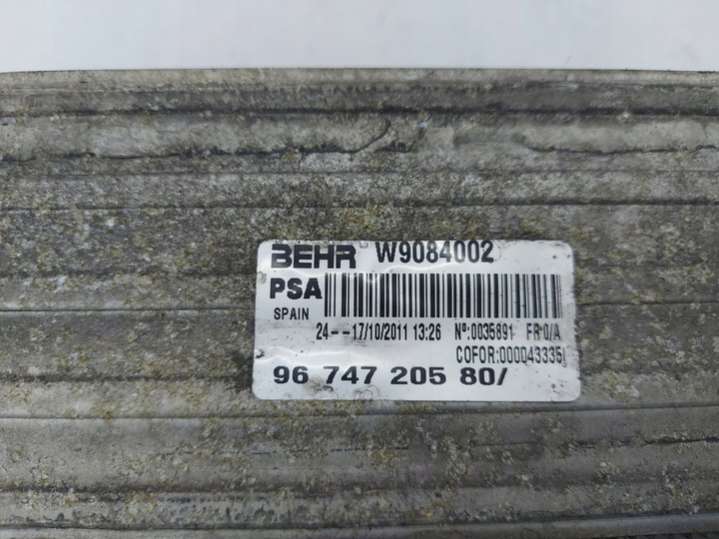 BEHR W9084002
PSA
SPAIN
24--17/10/2011 13:26 Nº:0035891 FR 0/A
COFOR:000043335
96 747 205 80/